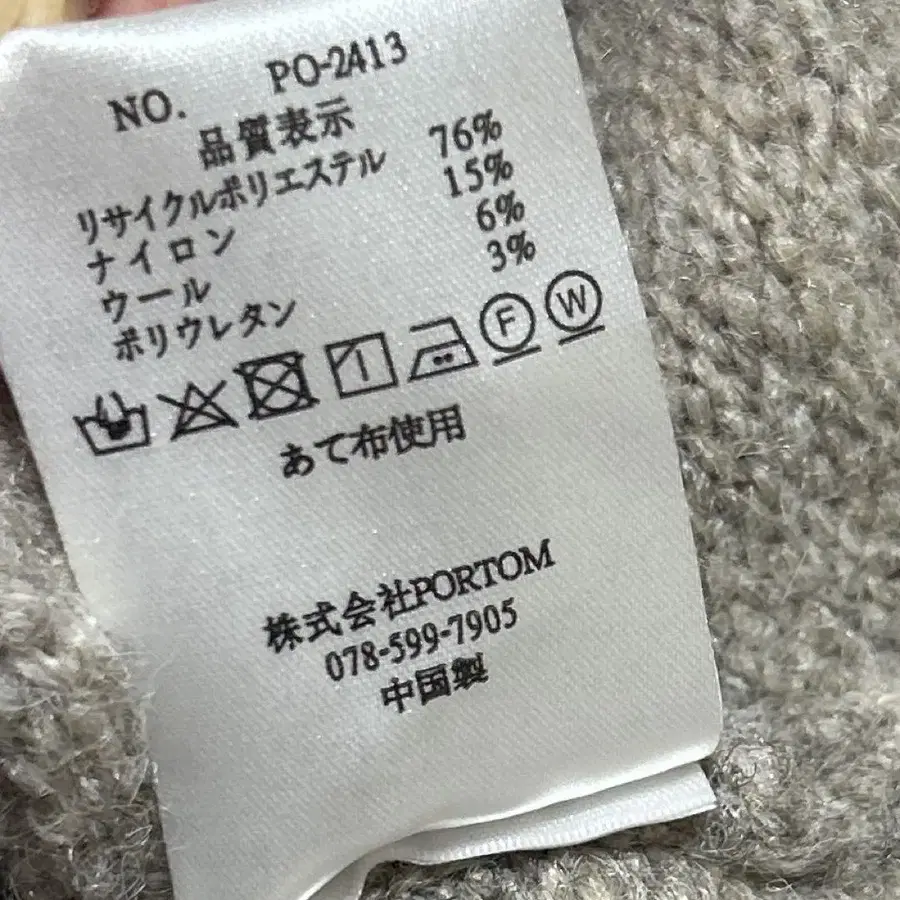 NO. PO-2413
品質表示
リサイクルポリエステル 76%
ナイロン 15%
ウール 6%
ポリウレタン 3%
F W
あて布使用
株式会社PORTOM
078-599-7905
中国製